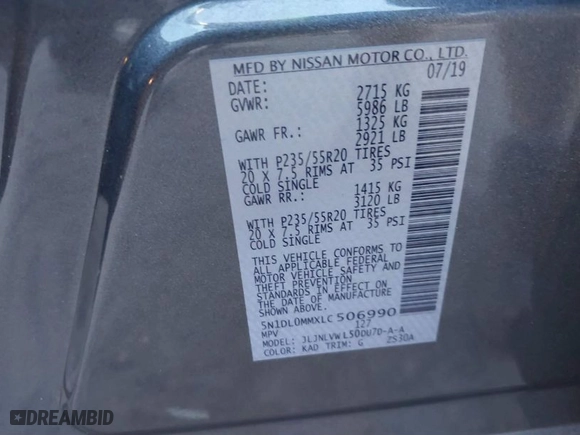 MFD BY NISSAN MOTOR CO., LTD.
07/19
DATE:
GVWR: 2715 KG
5986 LB
GAWR FR.: 1325 KG
2921 LB
WITH P235/55R20 TIRES
20 X 7.5 RIMS AT 35 PSI
COLD SINGLE
GAWR RR.: 1415 KG
3120 LB
WITH P235/55R20 TIRES
20 X 7.5 RIMS AT 35 PSI
COLD SINGLE
THIS VEHICLE CONFORMS TO
ALL APPLICABLE FEDERAL
MOTOR VEHICLE SAFETY AND
THEFT PREVENTION
STANDARDS IN EFFECT ON
THE DATE OF MANUFACTURE
SHOWN ABOVE.
5N1DL0MMXLC506990
MPV 127
MODEL: 3LJNLVWL50DU7D-A-A
COLOR: KAD TRIM: G ZS30A
DREAMBID